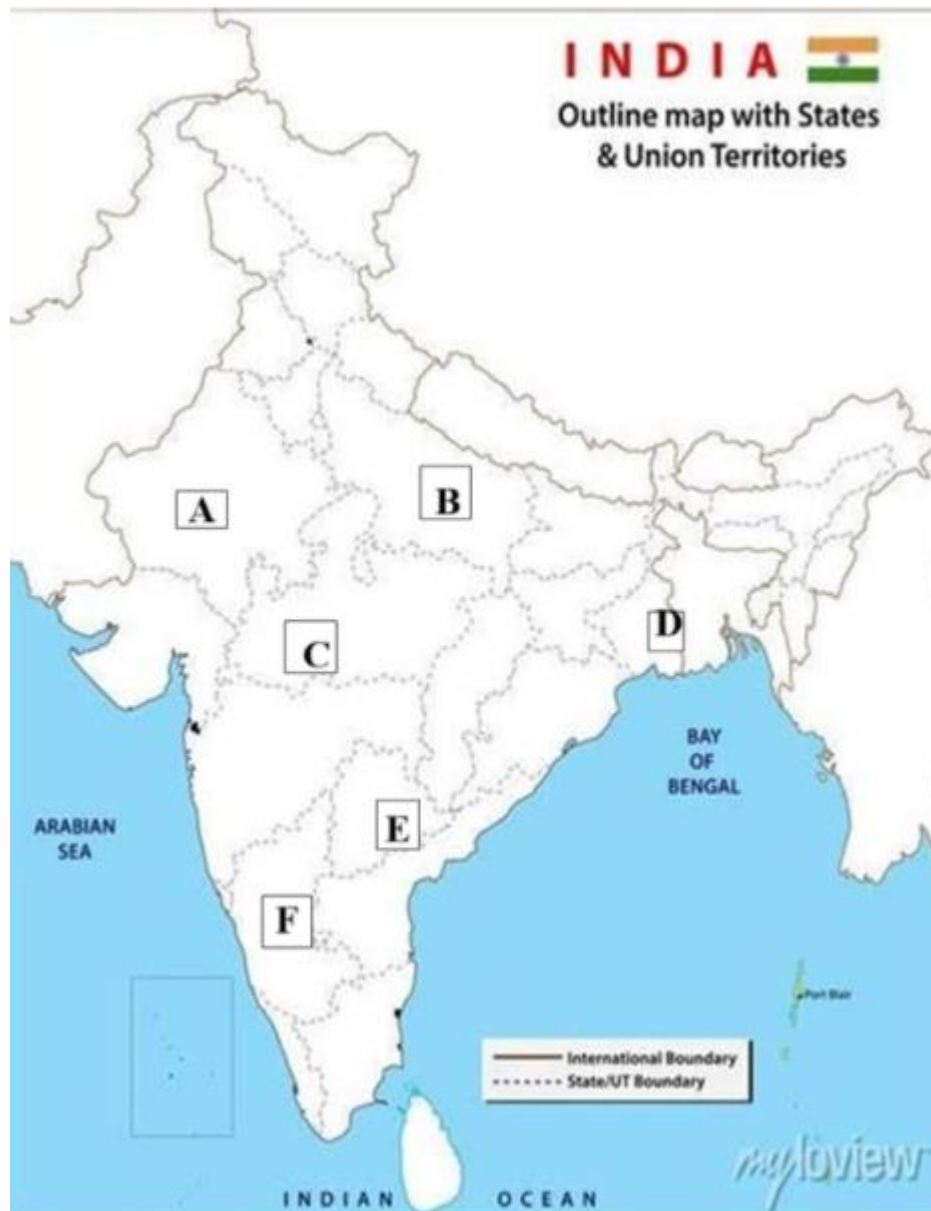 INDIA
Outline map with States
& Union Territories
A
B
C
D
BAY
OF
BENGAL
ARABIAN
SEA
E
F
Port Blair
International Boundary
State/UT Boundary
myloview
INDIAN OCEAN